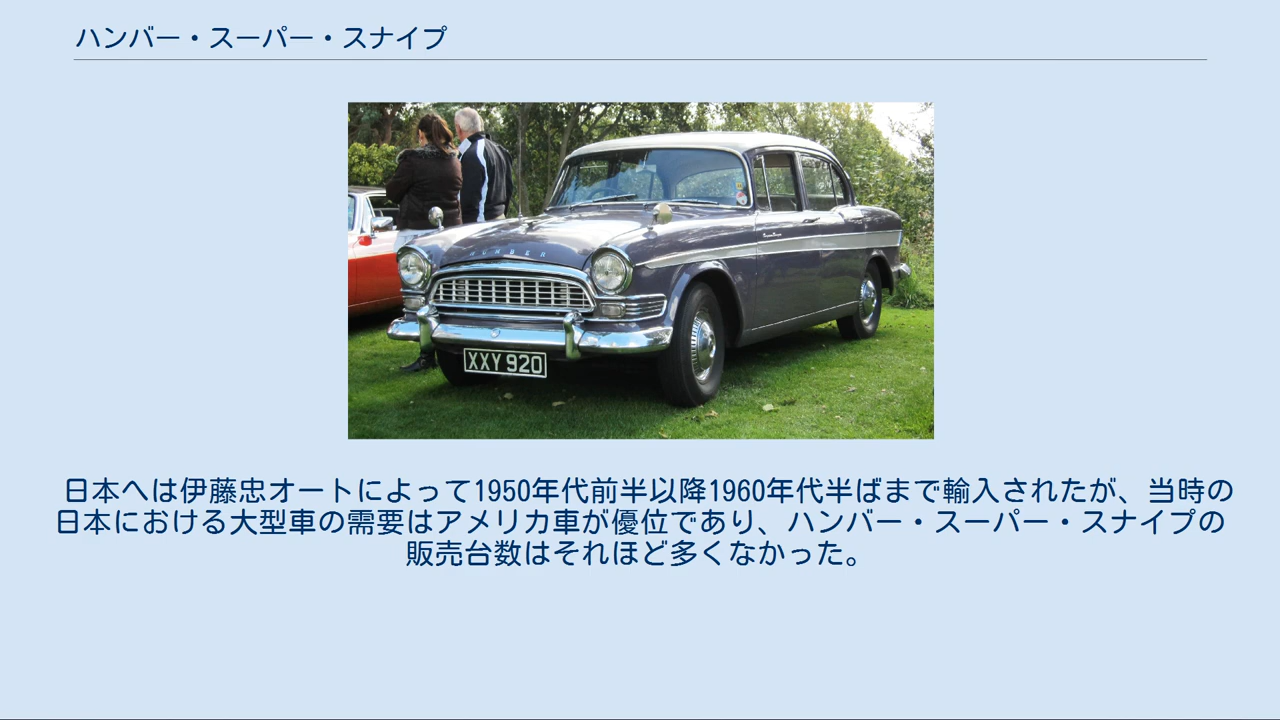 ハンバー・スーパー・スナイプ
HUMBER
XXY 920
日本へは伊藤忠オートによって1950年代前半以降1960年代半ばまで輸入されたが、当時の
日本における大型車の需要はアメリカ車が優位であり、ハンバー・スーパー・スナイプの
販売台数はそれほど多くなかった。